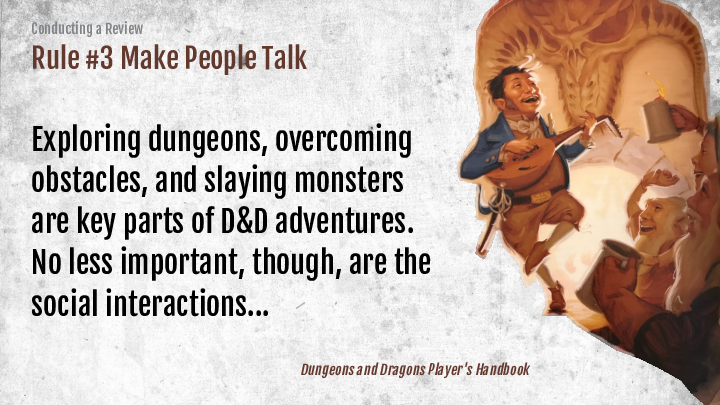 Conducting a Review
Rule #3 Make People Talk
Exploring dungeons, overcoming
obstacles, and slaying monsters
are key parts of D&D adventures.
No less important, though, are the
social interactions...
Dungeons and Dragons Player's Handbook